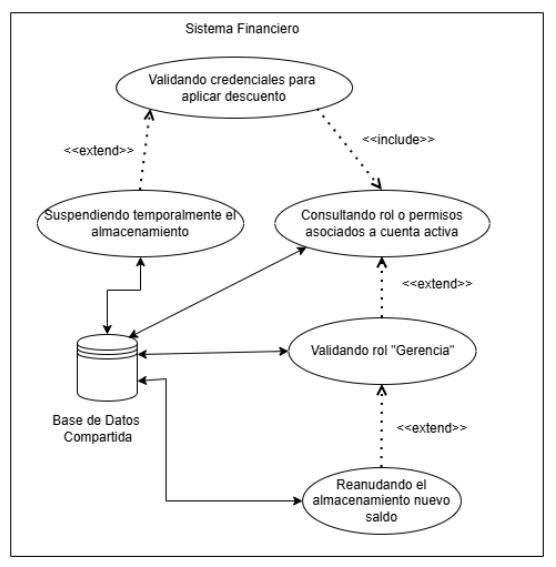 Sistema Financiero
Validando credenciales para
aplicar descuento
<<extend>>
<<include>>
Suspendiendo temporalmente el
almacenamiento
Consultando rol o permisos
asociados a cuenta activa
<<extend>>
Validando rol "Gerencia"
Base de Datos
Compartida
<<extend>>
Reanudando el
almacenamiento nuevo
saldo